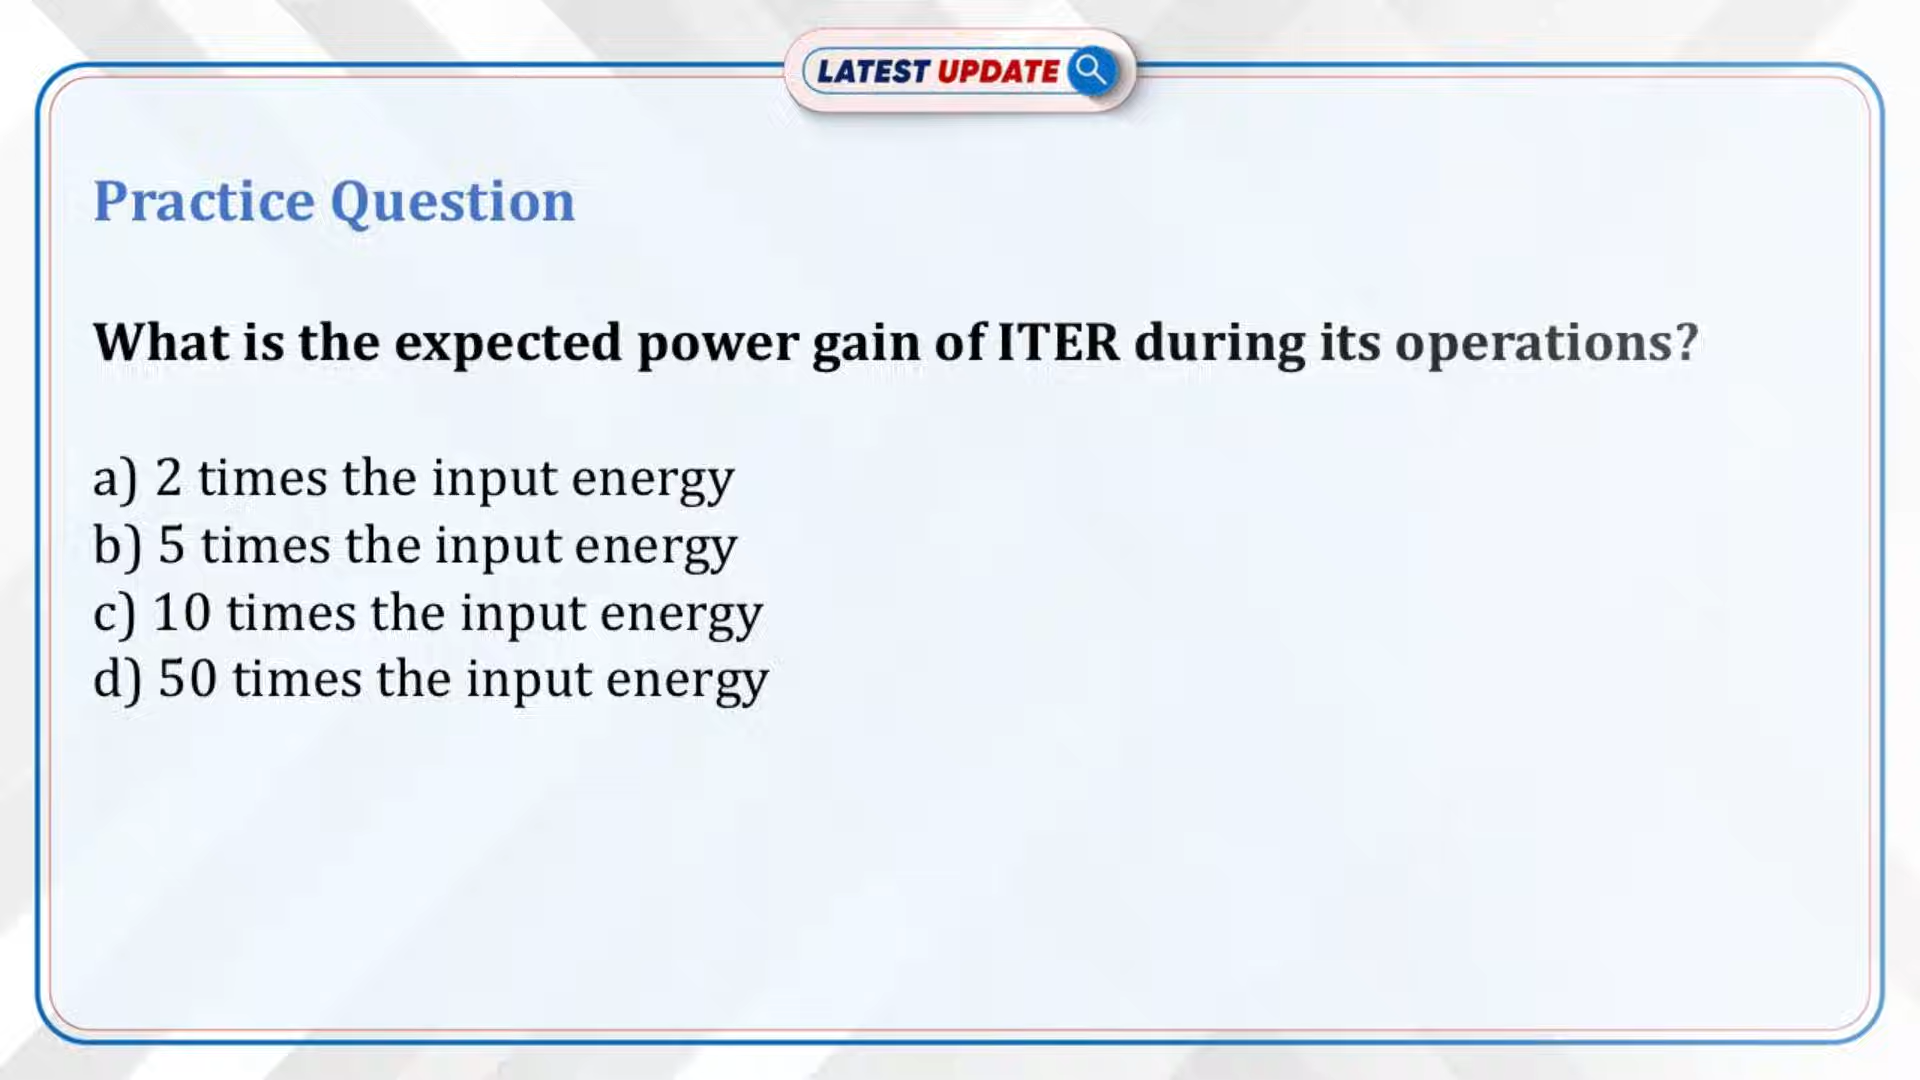 LATEST UPDATE
Practice Question
What is the expected power gain of ITER during its operations?
a) 2 times the input energy
b) 5 times the input energy
c) 10 times the input energy
d) 50 times the input energy